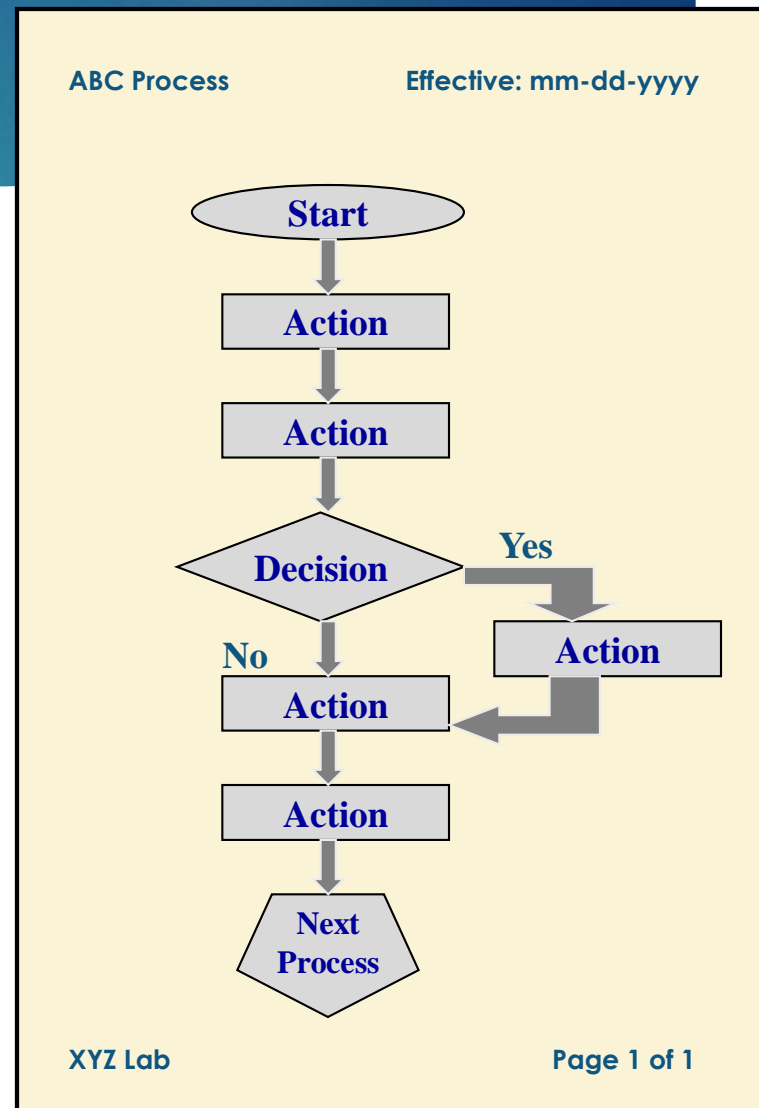 ABC Process
Effective: mm-dd-yyyy
Start
Action
Action
Decision
Yes
Action
No
Action
Action
Next
Process
XYZ Lab
Page 1 of 1